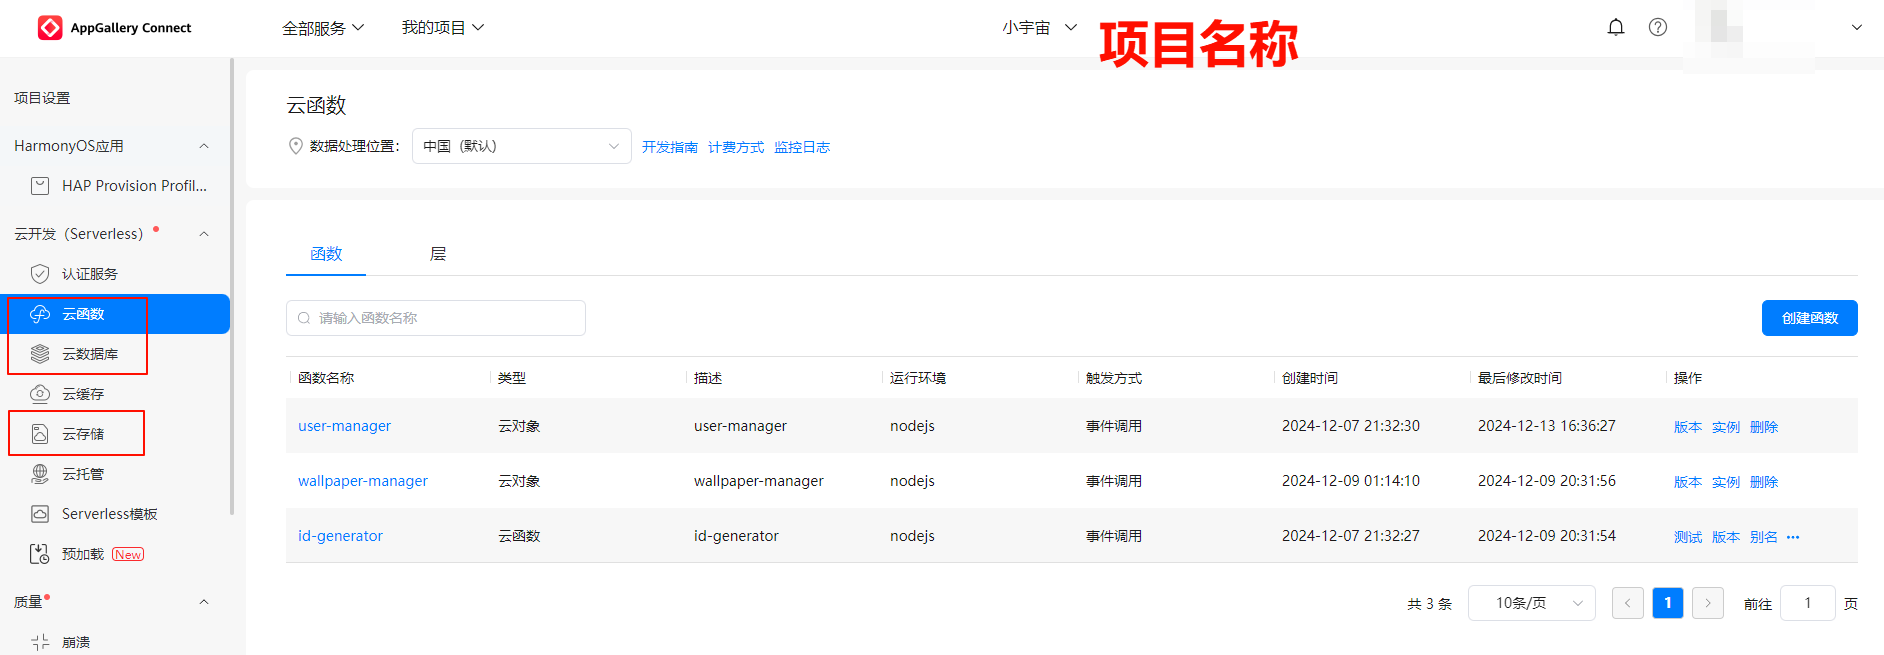 AppGallery Connect
全部服务
我的项目
小宇宙
项目名称
项目设置
HarmonyOS应用
HAP Provision Profil...
云开发（Serverless）
认证服务
云函数
云数据库
云缓存
云存储
云托管
Serverless模板
预加载 New
质量
崩溃
云函数
数据处理位置： 中国（默认） 开发指南 计费方式 监控日志
函数 层
请输入函数名称
创建函数
函数名称 类型 描述 运行环境 触发方式 创建时间 最后修改时间 操作
user-manager 云对象 user-manager nodejs 事件调用 2024-12-07 21:32:30 2024-12-13 16:36:27 版本 实例 删除
wallpaper-manager 云对象 wallpaper-manager nodejs 事件调用 2024-12-09 01:14:10 2024-12-09 20:31:56 版本 实例 删除
id-generator 云函数 id-generator nodejs 事件调用 2024-12-07 21:32:27 2024-12-09 20:31:54 测试 版本 别名 ···
共 3 条 10条/页 < 1 > 前往 1 页